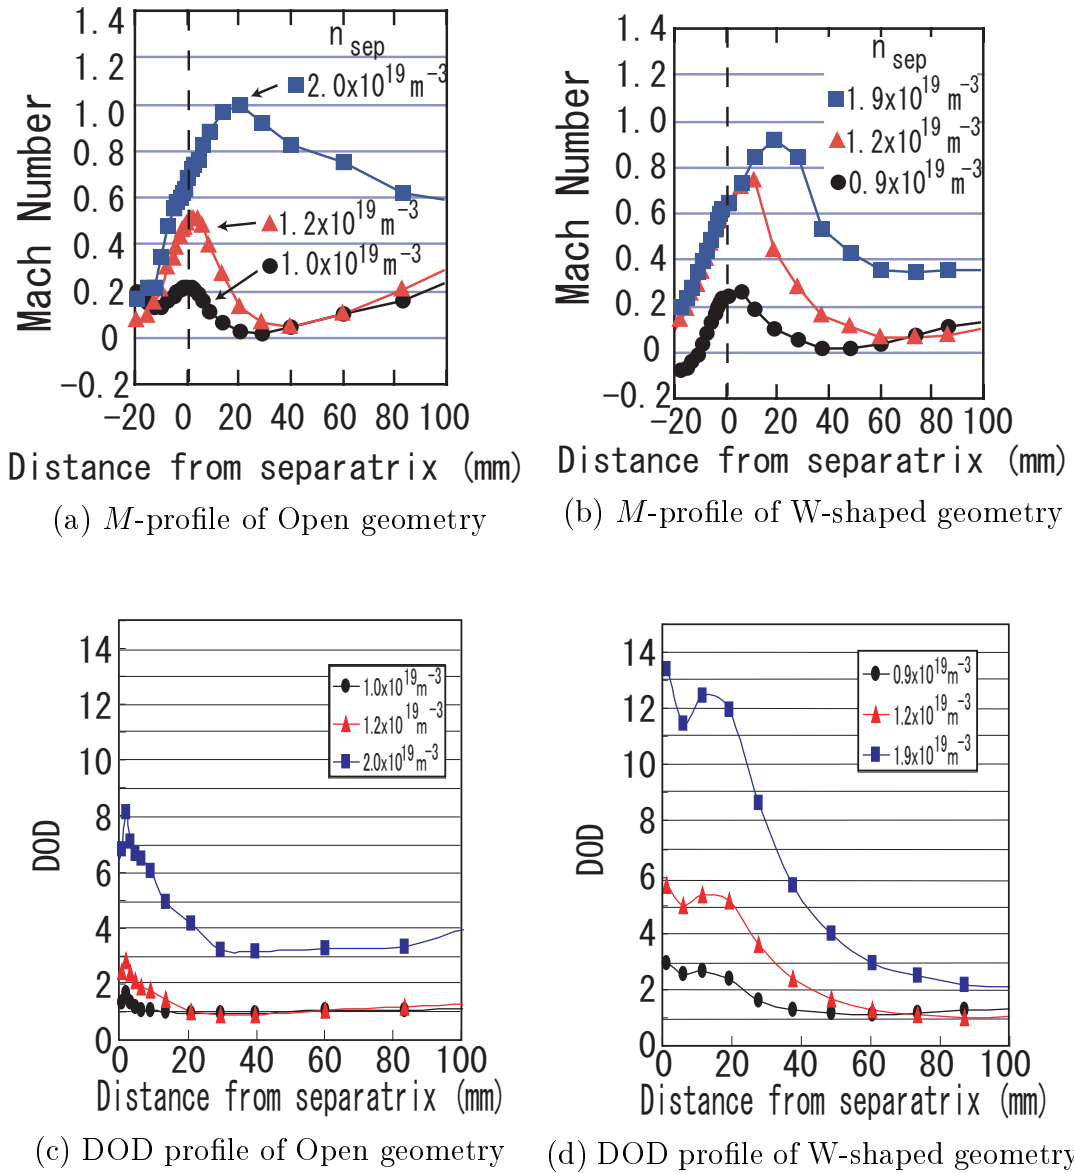 1.4
1.2
1.0
0.8
0.6
0.4
0.2
0
-0.2
Mach Number
n sep
2.0x10^19 m^-3
1.2x10^19 m^-3
1.0x10^19 m^-3
-20 0 20 40 60 80 100
Distance from separatrix (mm)
(a) M-profile of Open geometry
1.4
1.2
1.0
0.8
0.6
0.4
0.2
0
-0.2
Mach Number
n sep
1.9x10^19 m^-3
1.2x10^19 m^-3
0.9x10^19 m^-3
-20 0 20 40 60 80 100
Distance from separatrix (mm)
(b) M-profile of W-shaped geometry
14
12
10
8
6
4
2
0
DOD
1.0x10^19 m^-3
1.2x10^19 m^-3
2.0x10^19 m^-3
0 20 40 60 80 100
Distance from separatrix (mm)
(c) DOD profile of Open geometry
14
12
10
8
6
4
2
0
DOD
0.9x10^19 m^-3
1.2x10^19 m^-3
1.9x10^19 m^-3
0 20 40 60 80 100
Distance from separatrix (mm)
(d) DOD profile of W-shaped geometry